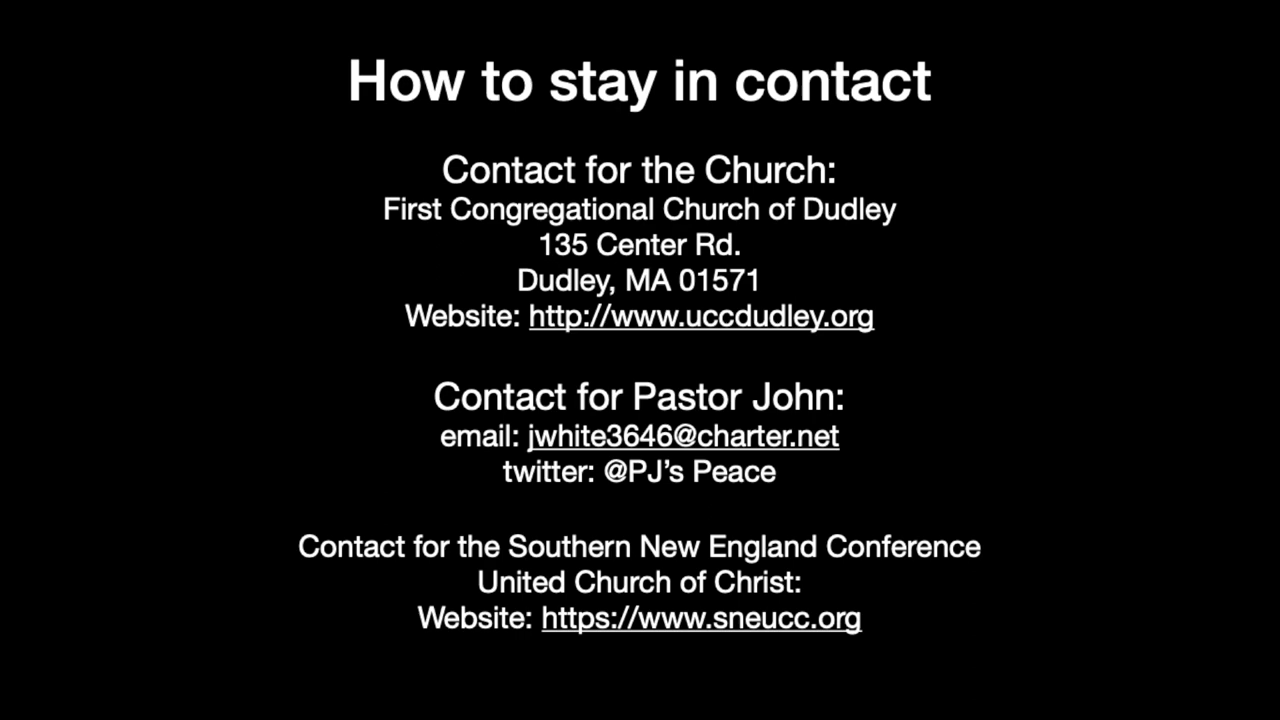 How to stay in contact
Contact for the Church:
First Congregational Church of Dudley
135 Center Rd.
Dudley, MA 01571
Website: http://www.uccdudley.org
Contact for Pastor John:
email: jwhite3646@charter.net
twitter: @PJ’s Peace
Contact for the Southern New England Conference
United Church of Christ:
Website: https://www.sneucc.org